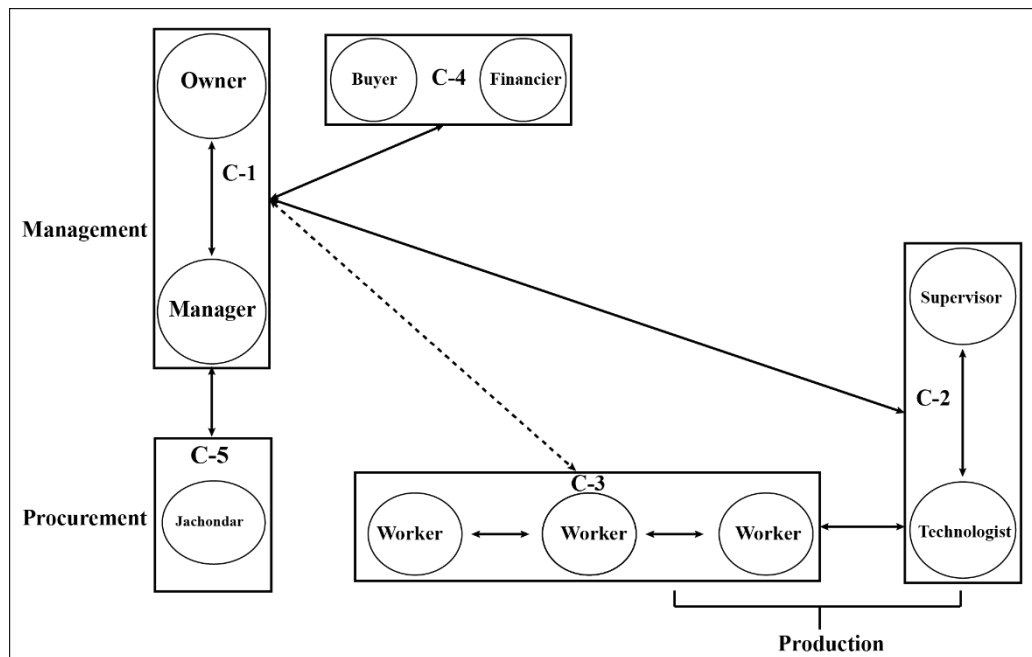 Owner
C-1
Management
Manager
Buyer
C-4
Financier
Supervisor
C-2
Technologist
C-5
Procurement
Jachondar
C-3
Worker
Worker
Worker
Production